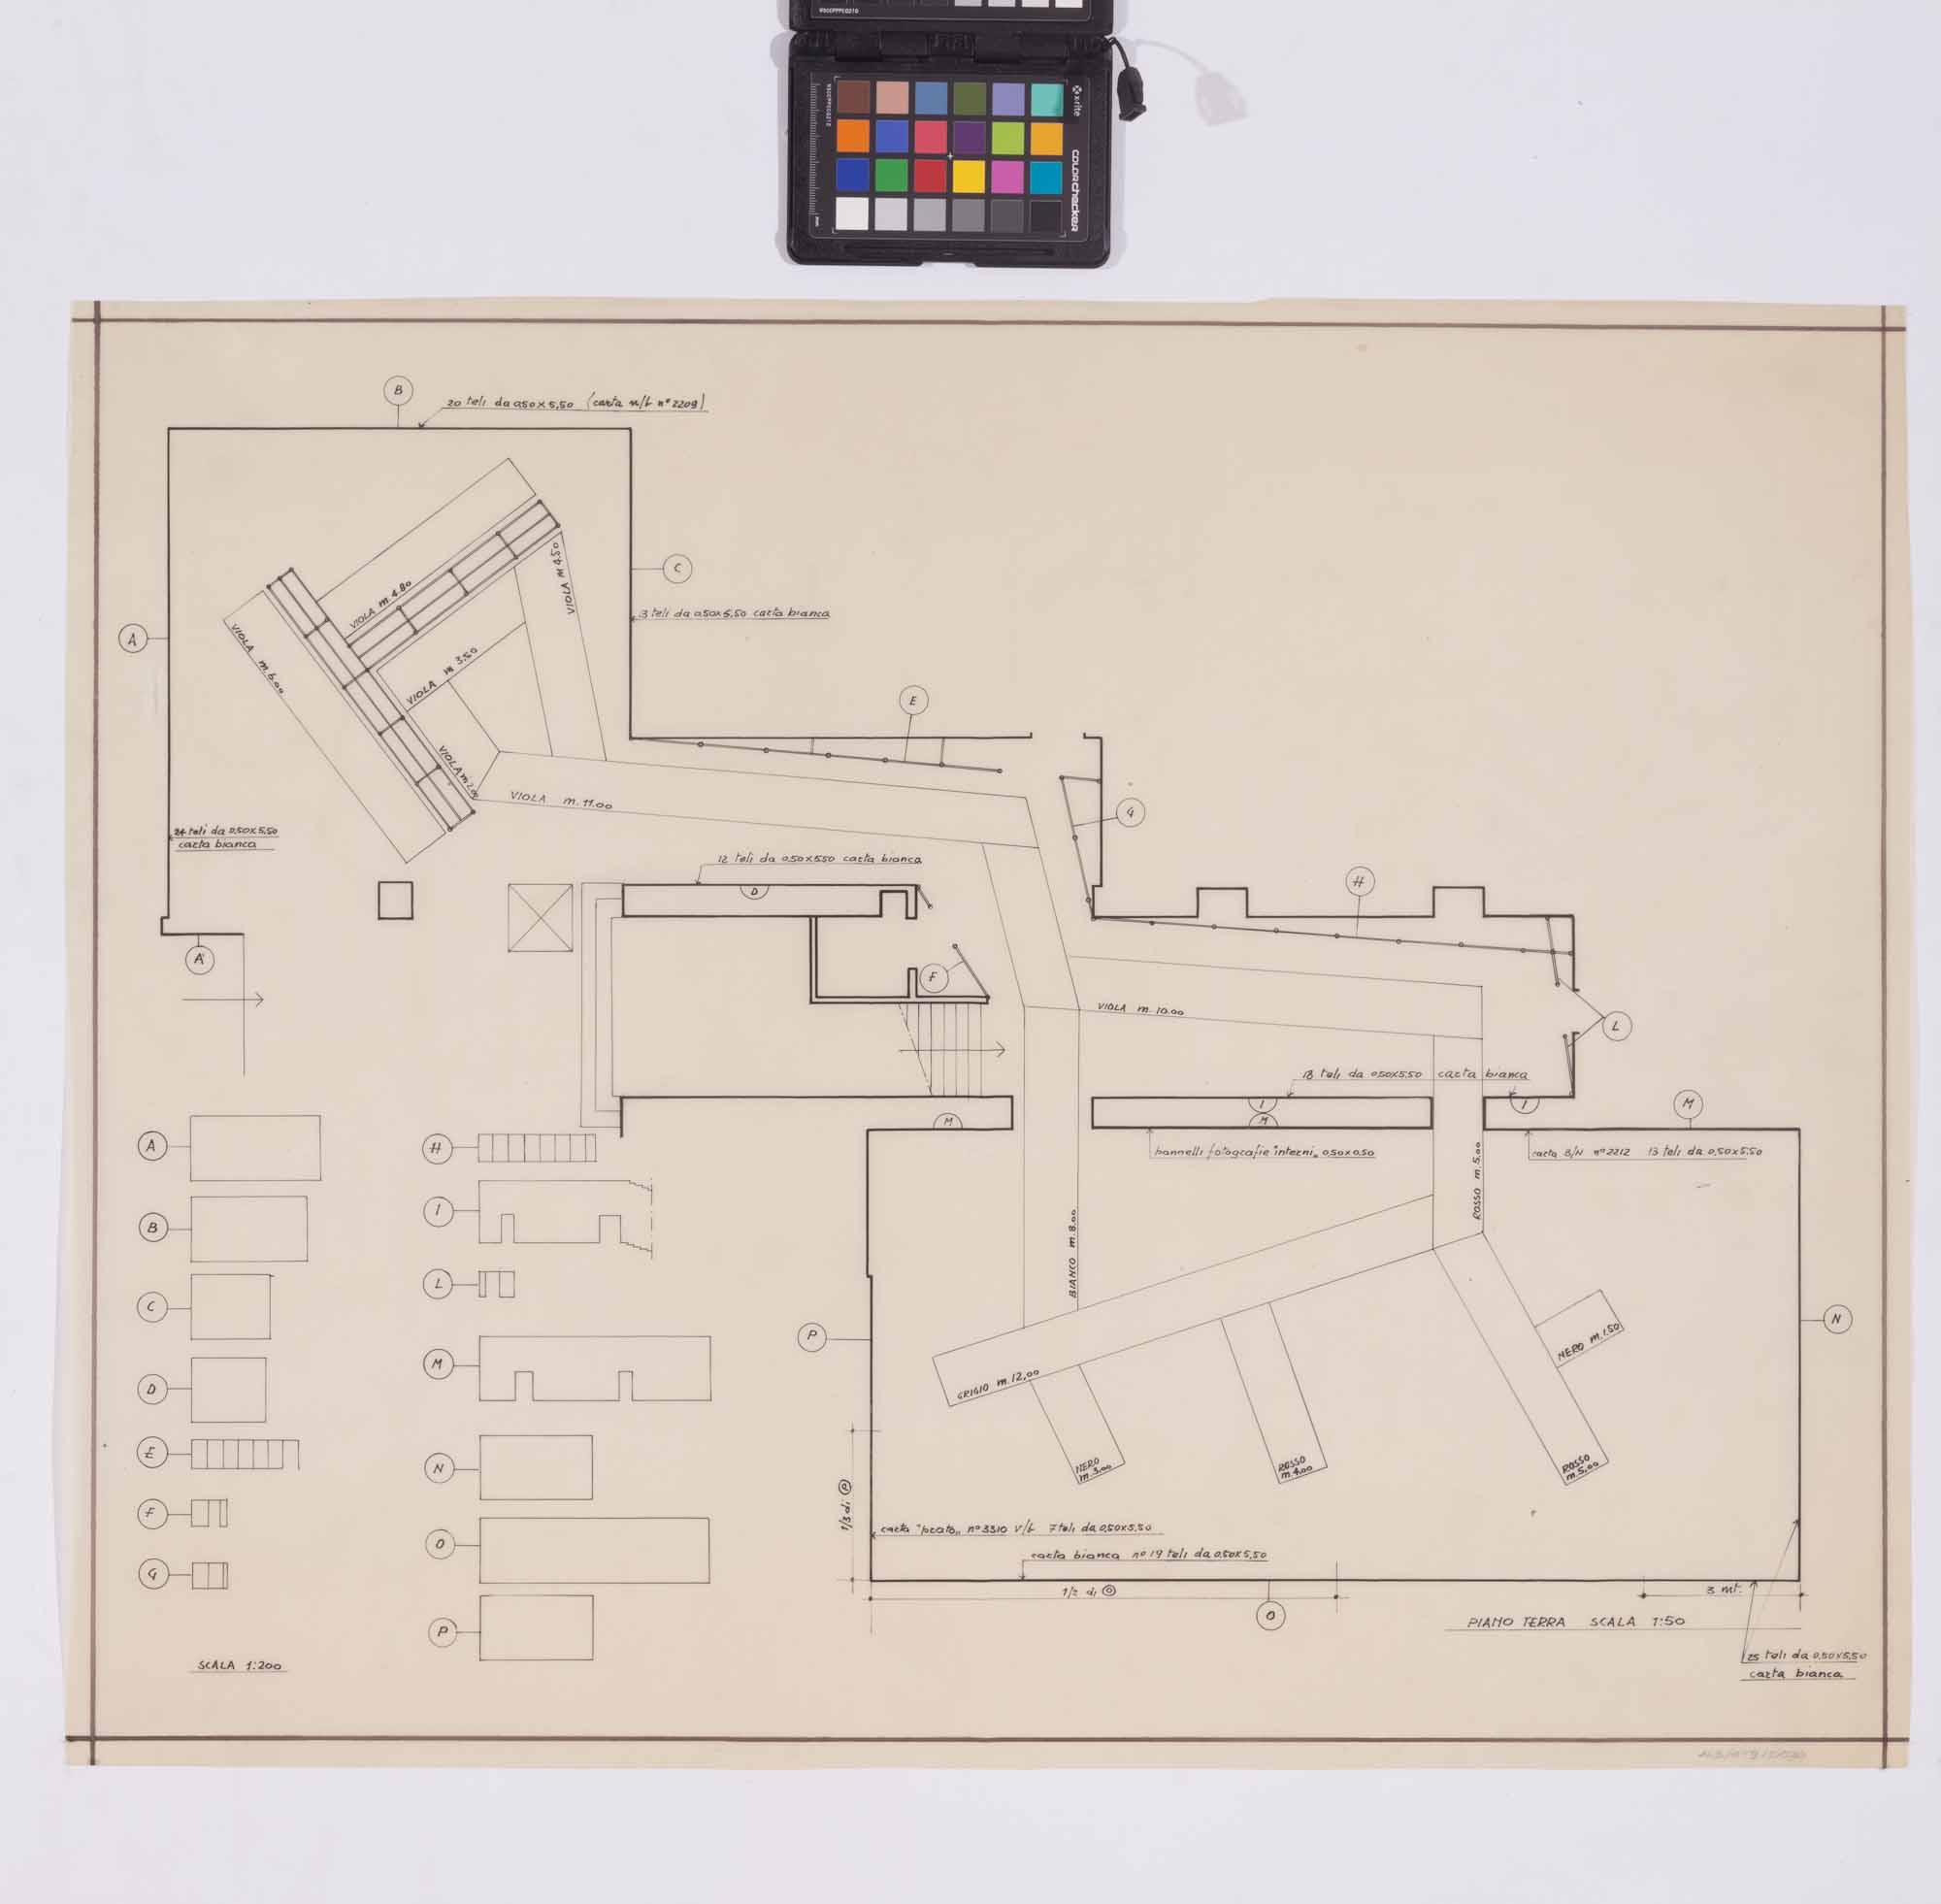 x·rite
colorchecker
mm
B
20 teli da 0,50x5,50 (carta n/L n° 2209)
C
VIOLA m 4.50
VIOLA m. 4.80
3 teli da 0,50x5,50 carta bianca
A
VIOLA m. 6.00
VIOLA m 3.50
E
VIOLA m 2.00
VIOLA m. 11.00
G
24 teli da 0,50x5,50
carta bianca
12 teli da 0,50x5,50 carta bianca
D
H
A'
F
VIOLA m. 10.00
L
18 teli da 0,50x5,50 carta bianca
M
I
M
I
M
pannelli fotografie "interni„ 0,50x0,50
carta B/N n° 2212 13 teli da 0,50x5,50
ROSSO m. 5.00
BIANCO m. 8.00
P
N
NERO m. 1.50
GRIGIO m. 12,00
NERO
m. 3,00
ROSSO
m. 4,00
ROSSO
m. 5,00
1/3 di P
carta "prato„ n° 3310 V/L 7 teli da 0,50x5,50
carta bianca n° 19 teli da 0,50x5,50
1/2 di O
3 mt.
O
PIANO TERRA SCALA 1:50
25 teli da 0,50x5,50
carta bianca
A
B
C
D
E
F
G
H
I
L
M
N
O
P
SCALA 1:200